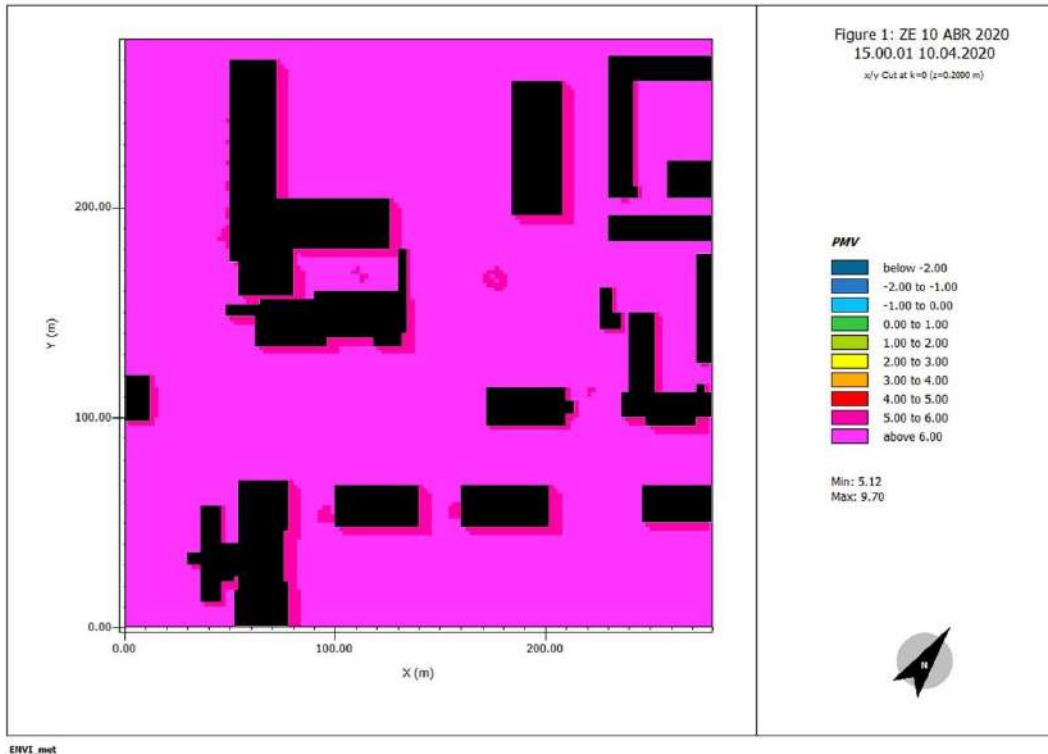 Figure 1: ZE 10 ABR 2020
15.00.01 10.04.2020
x/y Cut at k=0 (z=0.2000 m)
200.00
100.00
0.00
Y (m)
0.00
100.00
200.00
X (m)
PMV
below -2.00
-2.00 to -1.00
-1.00 to 0.00
0.00 to 1.00
1.00 to 2.00
2.00 to 3.00
3.00 to 4.00
4.00 to 5.00
5.00 to 6.00
above 6.00
Min: 5.12
Max: 9.70
N
ENVI_met